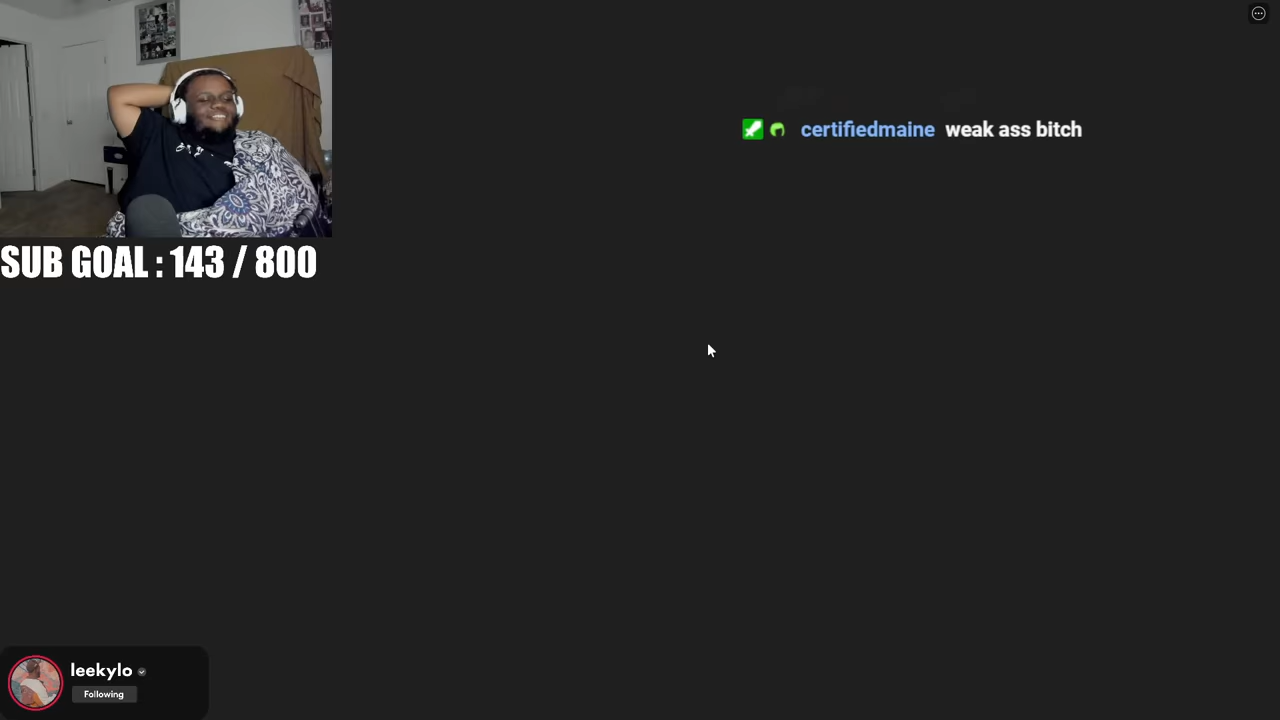 certifiedmaine weak ass bitch
SUB GOAL : 143 / 800
leekylo
Following